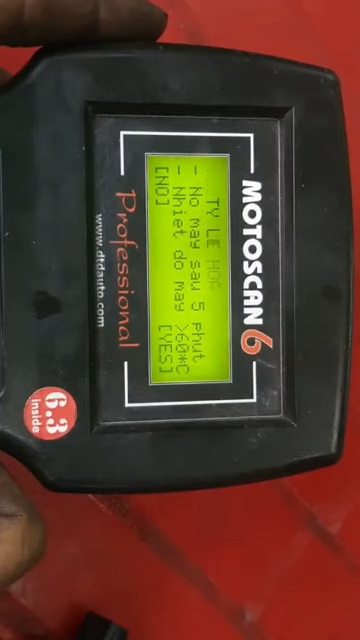 MOTOSCAN 6
TY LE HOA
- No may sau 5 phut
- Nhiet do may >60*C
[NO] [YES]
Professional
www.dtdauto.com
6.3
inside